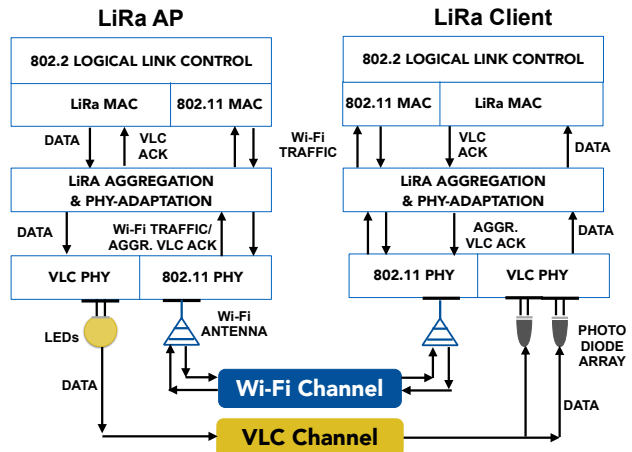 LiRa AP
LiRa Client
802.2 LOGICAL LINK CONTROL
802.2 LOGICAL LINK CONTROL
LiRa MAC
802.11 MAC
802.11 MAC
LiRa MAC
DATA
VLC
ACK
Wi-Fi
TRAFFIC
VLC
ACK
DATA
LiRA AGGREGATION
& PHY-ADAPTATION
LiRA AGGREGATION
& PHY-ADAPTATION
DATA
Wi-Fi TRAFFIC/
AGGR. VLC ACK
AGGR.
VLC ACK
DATA
VLC PHY
802.11 PHY
802.11 PHY
VLC PHY
LEDs
Wi-Fi
ANTENNA
PHOTO
DIODE
ARRAY
DATA
Wi-Fi Channel
DATA
VLC Channel